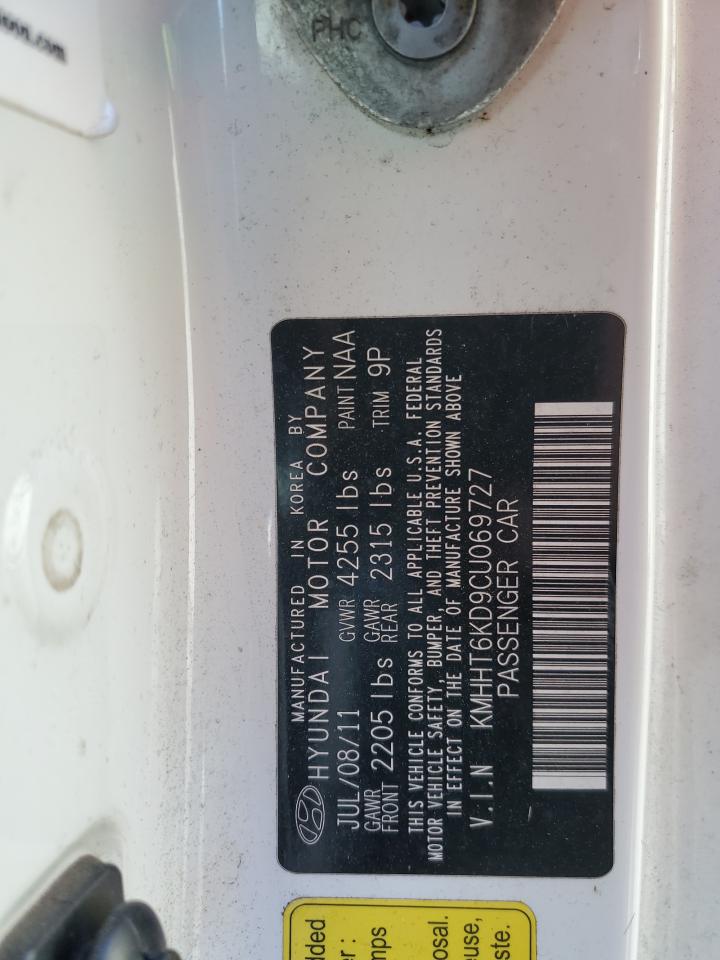 PHC
MANUFACTURED IN KOREA BY
HYUNDAI MOTOR COMPANY
JUL/08/11 GVWR 4255 lbs PAINT NAA
GAWR FRONT 2205 lbs GAWR REAR 2315 lbs TRIM 9P
THIS VEHICLE CONFORMS TO ALL APPLICABLE U.S.A. FEDERAL
MOTOR VEHICLE SAFETY, BUMPER, AND THEFT PREVENTION STANDARDS
IN EFFECT ON THE DATE OF MANUFACTURE SHOWN ABOVE
V.I.N KMHHT6KD9CU069727
PASSENGER CAR